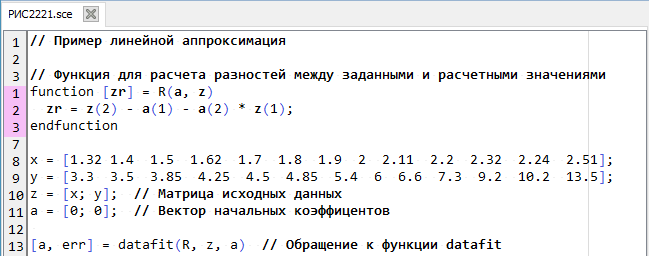 РИС2221.sce
1 // Пример линейной аппроксимация
2
3 // Функция для расчета разностей между заданными и расчетными значениями
1 function [zr] = R(a, z)
2 zr = z(2) - a(1) - a(2) * z(1);
3 endfunction
7
8 x = [1.32 1.4 1.5 1.62 1.7 1.8 1.9 2 2.11 2.2 2.32 2.24 2.51];
9 y = [3.3 3.5 3.85 4.25 4.5 4.85 5.4 6 6.6 7.3 9.2 10.2 13.5];
10 z = [x; y]; // Матрица исходных данных
11 a = [0; 0]; // Вектор начальных коэффицентов
12
13 [a, err] = datafit(R, z, a) // Обращение к функции datafit